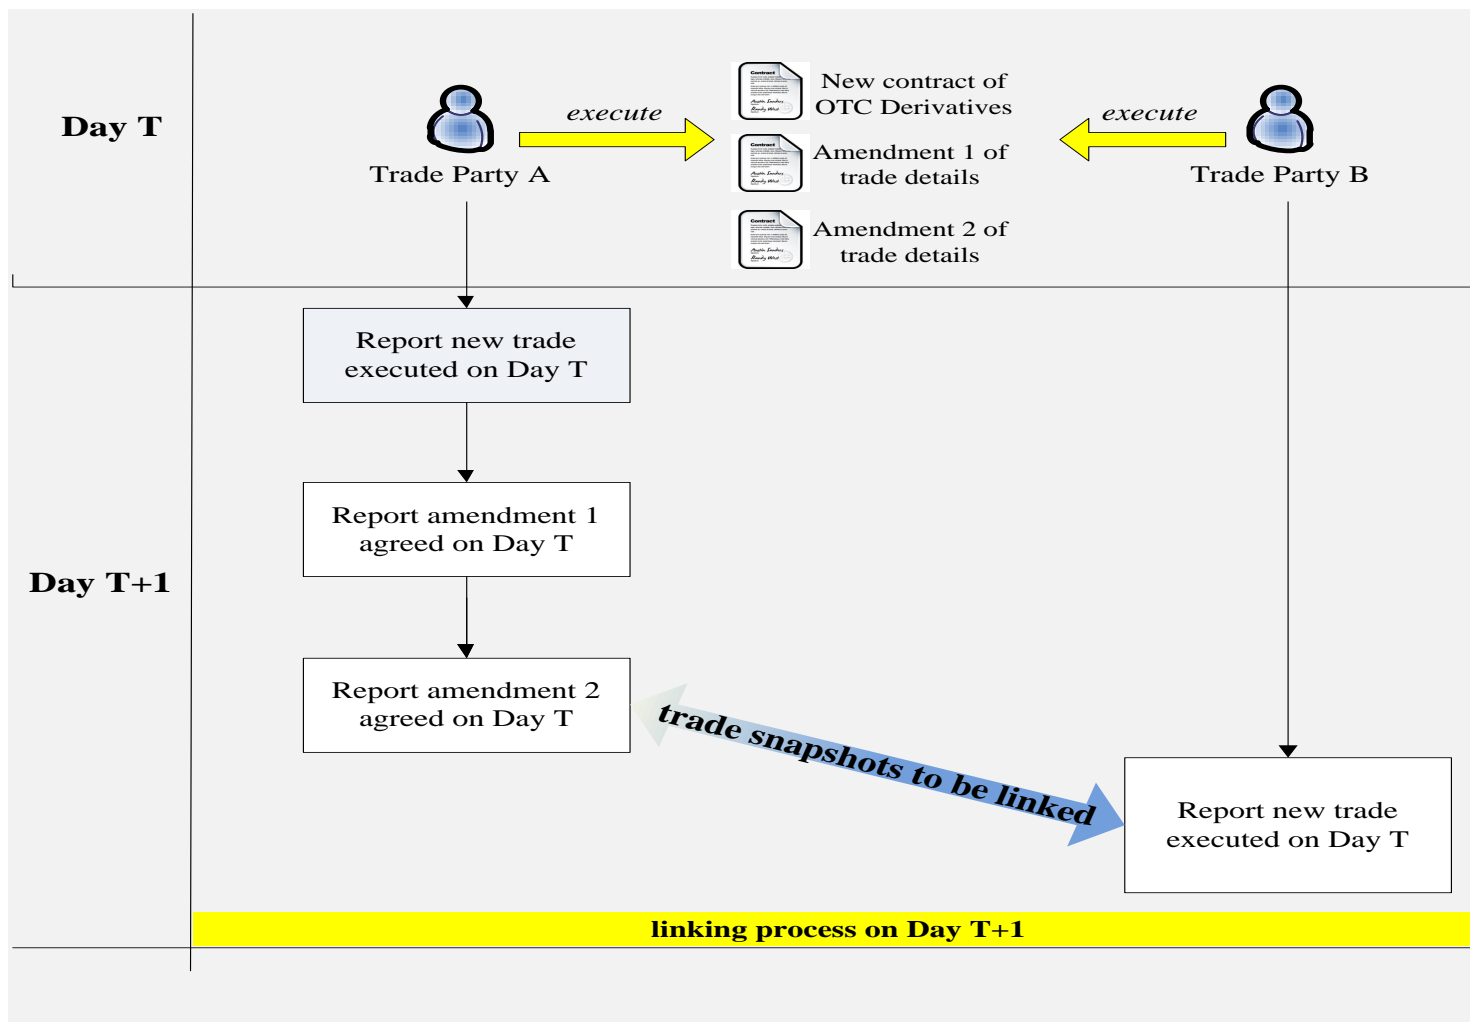 Day T
execute
New contract of
OTC Derivatives
execute
Amendment 1 of
trade details
Trade Party A
Trade Party B
Amendment 2 of
trade details
Contract
Contract
Contract
Report new trade
executed on Day T
Report amendment 1
agreed on Day T
Day T+1
Report amendment 2
agreed on Day T
trade snapshots to be linked
Report new trade
executed on Day T
linking process on Day T+1